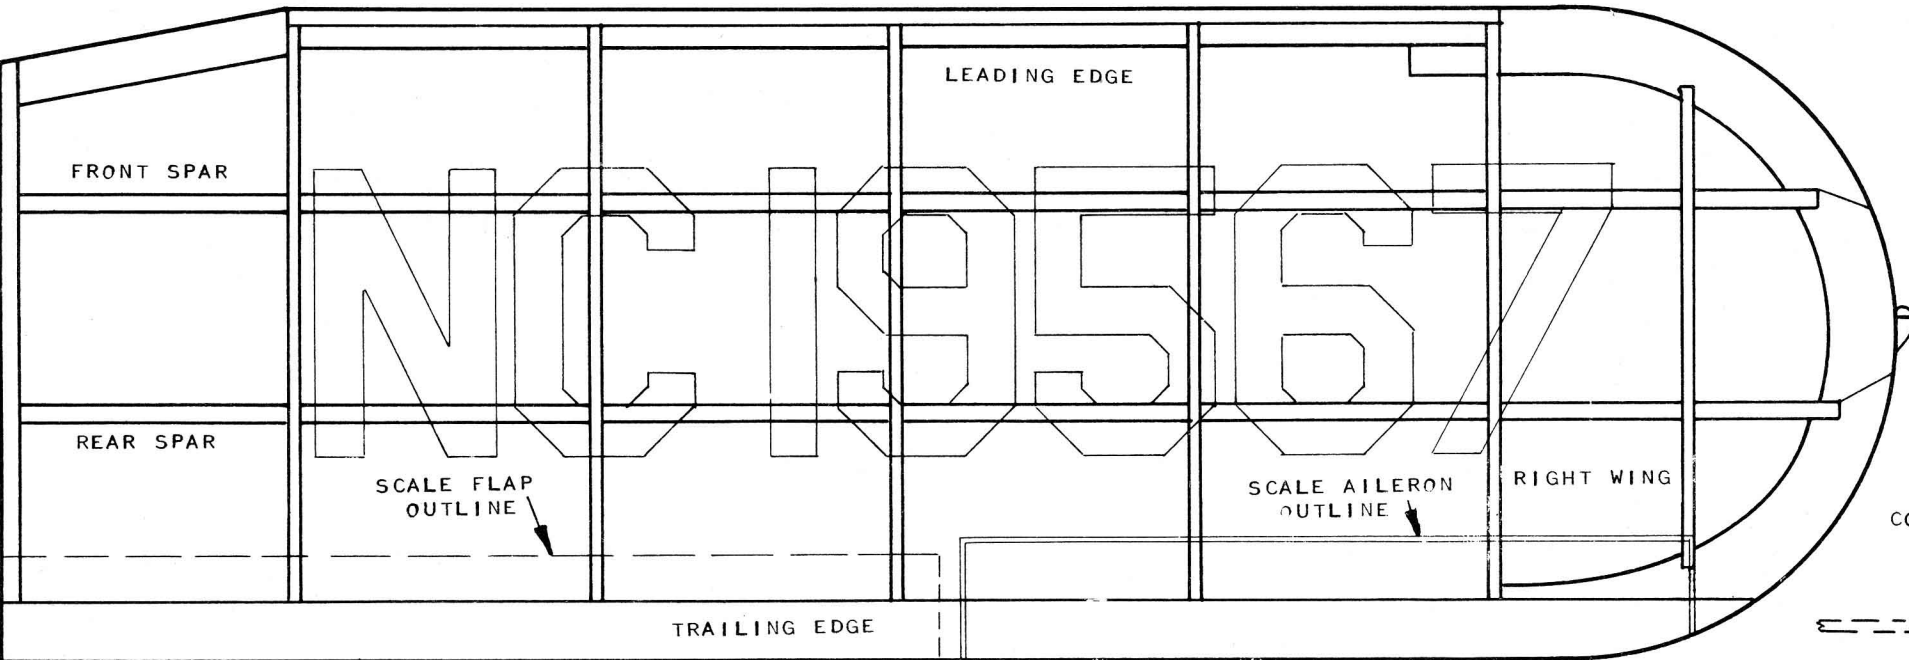 LEADING EDGE
FRONT SPAR
NC19567
REAR SPAR
SCALE FLAP
OUTLINE
SCALE AILERON
OUTLINE
RIGHT WING
TRAILING EDGE